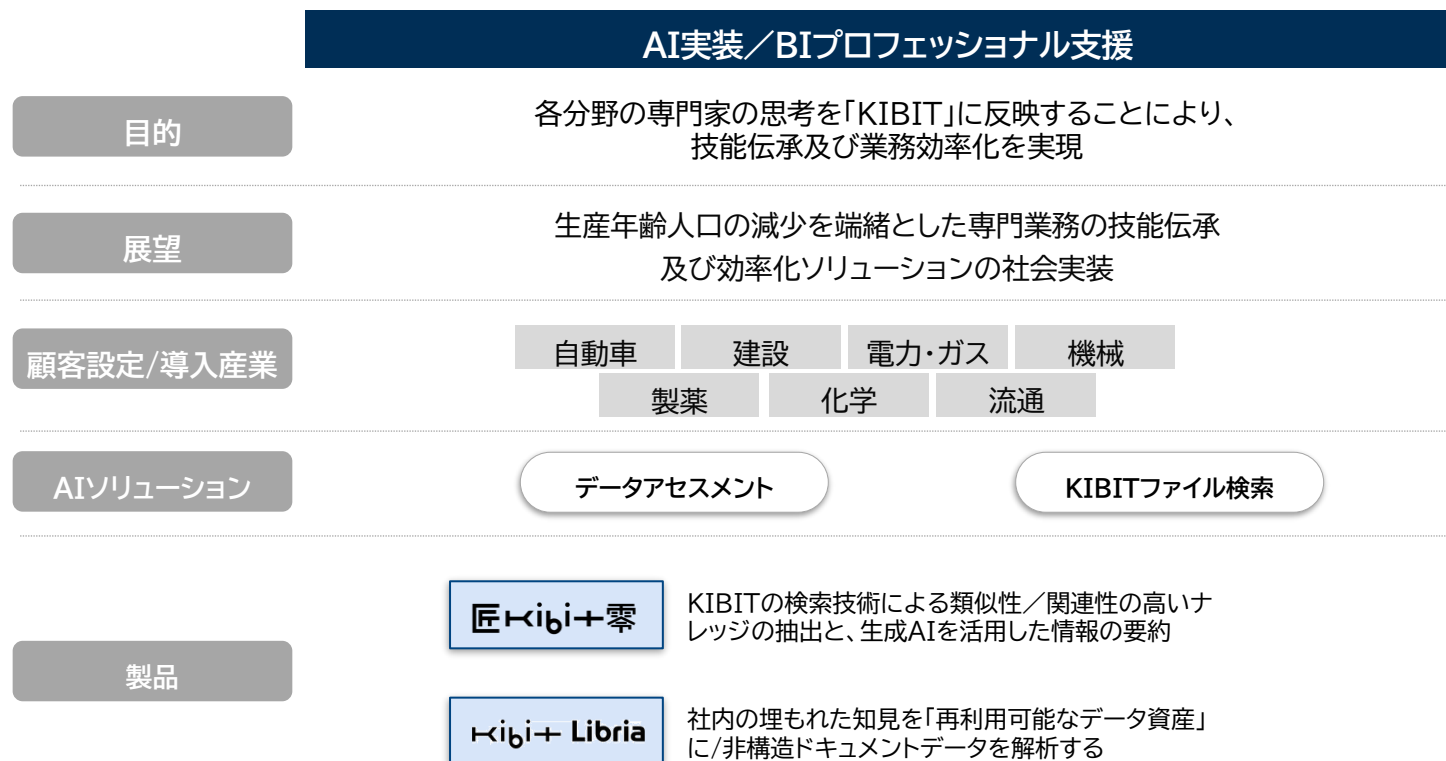 AI実装／BIプロフェッショナル支援
目的
各分野の専門家の思考を「KIBIT」に反映することにより、
技能伝承及び業務効率化を実現
展望
生産年齢人口の減少を端緒とした専門業務の技能伝承
及び効率化ソリューションの社会実装
顧客設定/導入産業
自動車 建設 電力・ガス 機械
製薬 化学 流通
AIソリューション
データアセスメント KIBITファイル検索
製品
匠kibit零
KIBITの検索技術による類似性／関連性の高いナ
レッジの抽出と、生成AIを活用した情報の要約
kibit Libria
社内の埋もれた知見を「再利用可能なデータ資産」
に/非構造ドキュメントデータを解析する